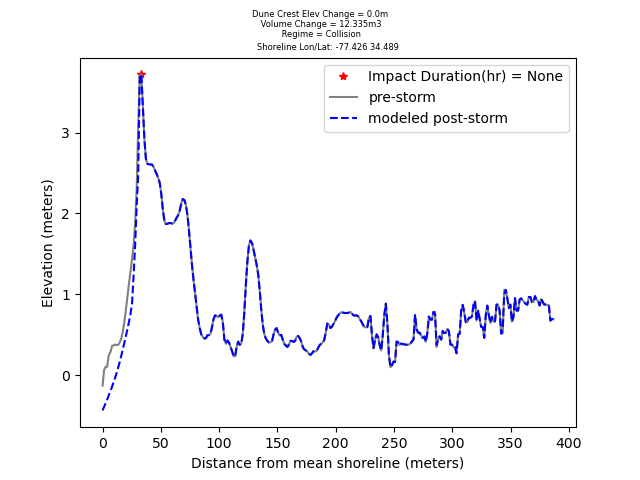 Dune Crest Elev Change = 0.0m
Volume Change = 12.335m3
Regime = Collision
Shoreline Lon/Lat: -77.426 34.489
Impact Duration(hr) = None
pre-storm
modeled post-storm
Elevation (meters)
3
2
1
0
0 50 100 150 200 250 300 350 400
Distance from mean shoreline (meters)